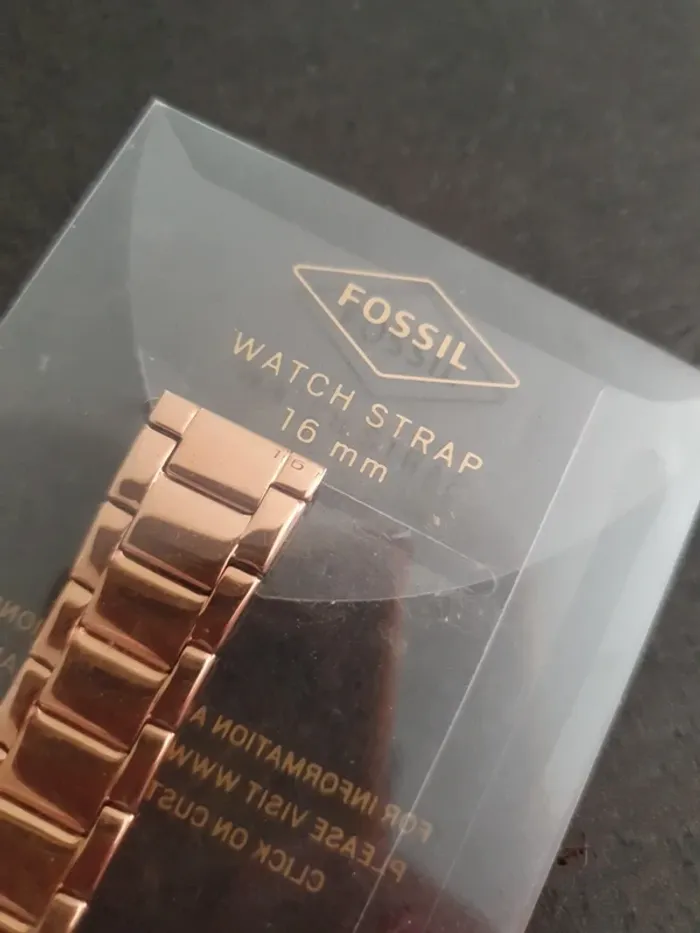 FOSSIL
WATCH STRAP
16 mm
FOR INFORMATION A
PLEASE VISIT WWW
CLICK ON CUST